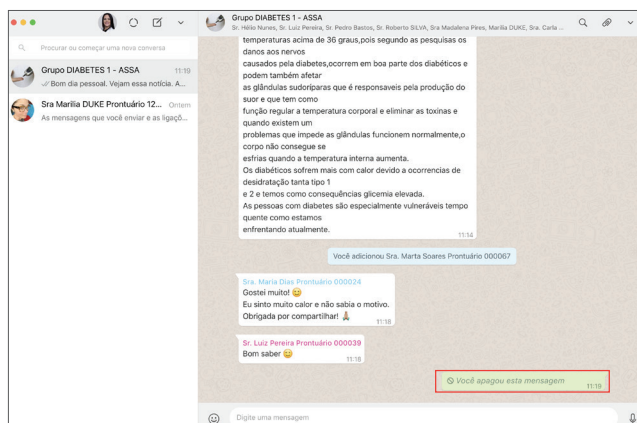 Grupo DIABETES 1 - ASSA
Sr. Hélio Nunes, Sr. Luiz Pereira, Sr. Pedro Bastos, Sr. Roberto SILVA, Sra Madalena Pires, Marília DUKE, Sra. Carla ...
Procurar ou começar uma nova conversa
Grupo DIABETES 1 - ASSA 11:19
Bom dia pessoal. Vejam essa notícia. A...
Sra Marília DUKE Prontuário 12... Ontem
As mensagens que você enviar e as ligaçõ...
temperaturas acima de 36 graus,pois segundo as pesquisas os
danos aos nervos
causados pela diabetes,ocorrem em boa parte dos diabéticos e
podem também afetar
as glândulas sudoríparas que é responsaveis pela produção do
suor e que tem como
função regular a temperatura corporal e eliminar as toxinas e
quando existem um
problemas que impede as glândulas funcionem normalmente,o
corpo não consegue se
esfrias quando a temperatura interna aumenta.
Os diabéticos sofrem mais com calor devido a ocorrencias de
desidratação tanta tipo 1
e 2 e temos como consequências glicemia elevada.
As pessoas com diabetes são especialmente vulneráveis tempo
quente como estamos
enfrentando atualmente.
11:14
Você adicionou Sra. Marta Soares Prontuário 000067
Sra. Maria Dias Prontuário 000024
Gostei muito! 😊
Eu sinto muito calor e não sabia o motivo.
Obrigada por compartilhar! 🙏
11:18
Sr. Luiz Pereira Prontuário 000039
Bom saber 😊
11:18
Você apagou esta mensagem
11:19
Digite uma mensagem